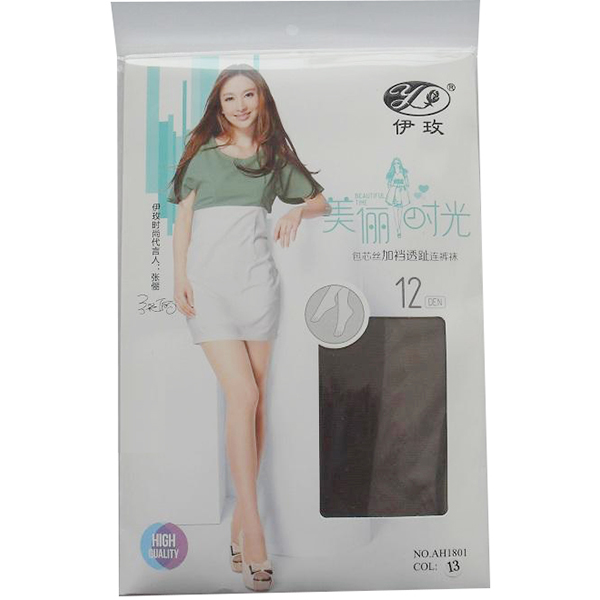 ®
伊玫
BEAUTIFUL
TIME
美俪时光
包芯丝加裆透趾连裤袜
12 DEN
伊玫时尚代言人：张俪
HIGH
QUALITY
NO.AH1801
COL: 13